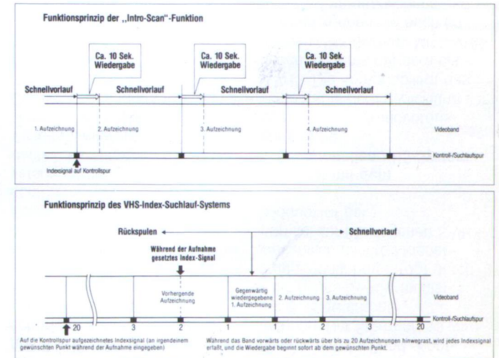 Funktionsprinzip der „Intro-Scan"-Funktion
Ca. 10 Sek.
Wiedergabe
Ca. 10 Sek.
Wiedergabe
Ca. 10 Sek.
Wiedergabe
Schnellvorlauf Schnellvorlauf Schnellvorlauf Schnellvorlauf
1. Aufzeichnung 2. Aufzeichnung 3. Aufzeichnung 4. Aufzeichnung Videoband
Kontroll-/Suchlaufspur
Indexsignal auf Kontrollspur
Funktionsprinzip des VHS-Index-Suchlauf-Systems
Rückspulen Schnellvorlauf
Während der Aufnahme
gesetztes Index-Signal
Vorhergende
Aufzeichnung
Gegenwärtig
wiedergegebene
1. Aufzeichnung
2. Aufzeichnung 3. Aufzeichnung Videoband
Kontroll-/Suchlaufspur
20 3 2 1 1 2 3 20
Auf die Kontrollspur aufgezeichnetes Indexsignal (an irgendeinem
gewünschten Punkt während der Aufnahme eingegeben)
Während das Band vorwärts oder rückwärts über bis zu 20 Aufzeichnungen hinwegrast, wird jedes Indexsignal
erfaßt, und die Wiedergabe beginnt sofort ab dem gewünschten Punkt.